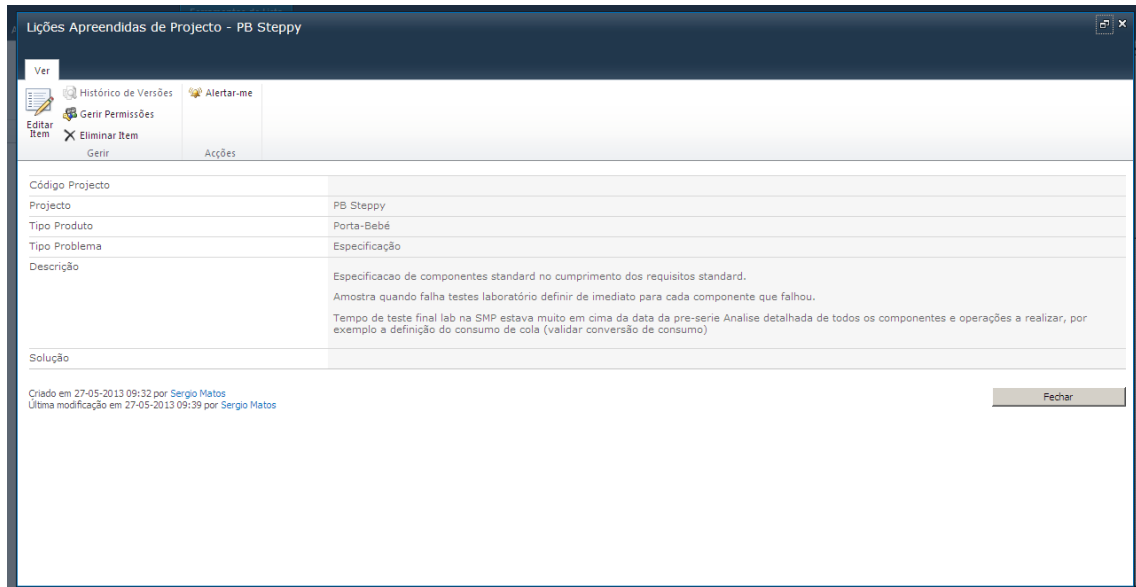 Lições Apreendidas de Projecto - PB Steppy
Ver
Editar Item
Histórico de Versões
Gerir Permissões
Eliminar Item
Gerir
Alertar-me
Acções
Código Projecto
Projecto PB Steppy
Tipo Produto Porta-Bebé
Tipo Problema Especificação
Descrição
Especificacao de componentes standard no cumprimento dos requisitos standard.
Amostra quando falha testes laboratório definir de imediato para cada componente que falhou.
Tempo de teste final lab na SMP estava muito em cima da data da pre-serie Analise detalhada de todos os componentes e operações a realizar, por
exemplo a definição do consumo de cola (validar conversão de consumo)
Solução
Criado em 27-05-2013 09:32 por Sergio Matos
Última modificação em 27-05-2013 09:39 por Sergio Matos
Fechar